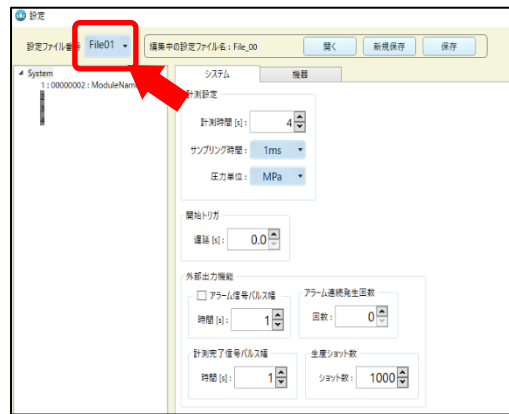 設定
設定ファイル番号 File01
編集中の設定ファイル名 : File_00
開く
新規保存
保存
System
1 : 00000002 : ModuleName
2
3
4
システム
機器
計測設定
計測時間 [s] : 4
サンプリング時間 : 1ms
圧力単位 : MPa
開始トリガ
遅延 [s] : 0.0
外部出力機能
アラーム信号パルス幅
時間 [s] : 1
アラーム連続発生回数
回数 : 0
計測完了信号パルス幅
時間 [s] : 1
生産ショット数
ショット数 : 1000